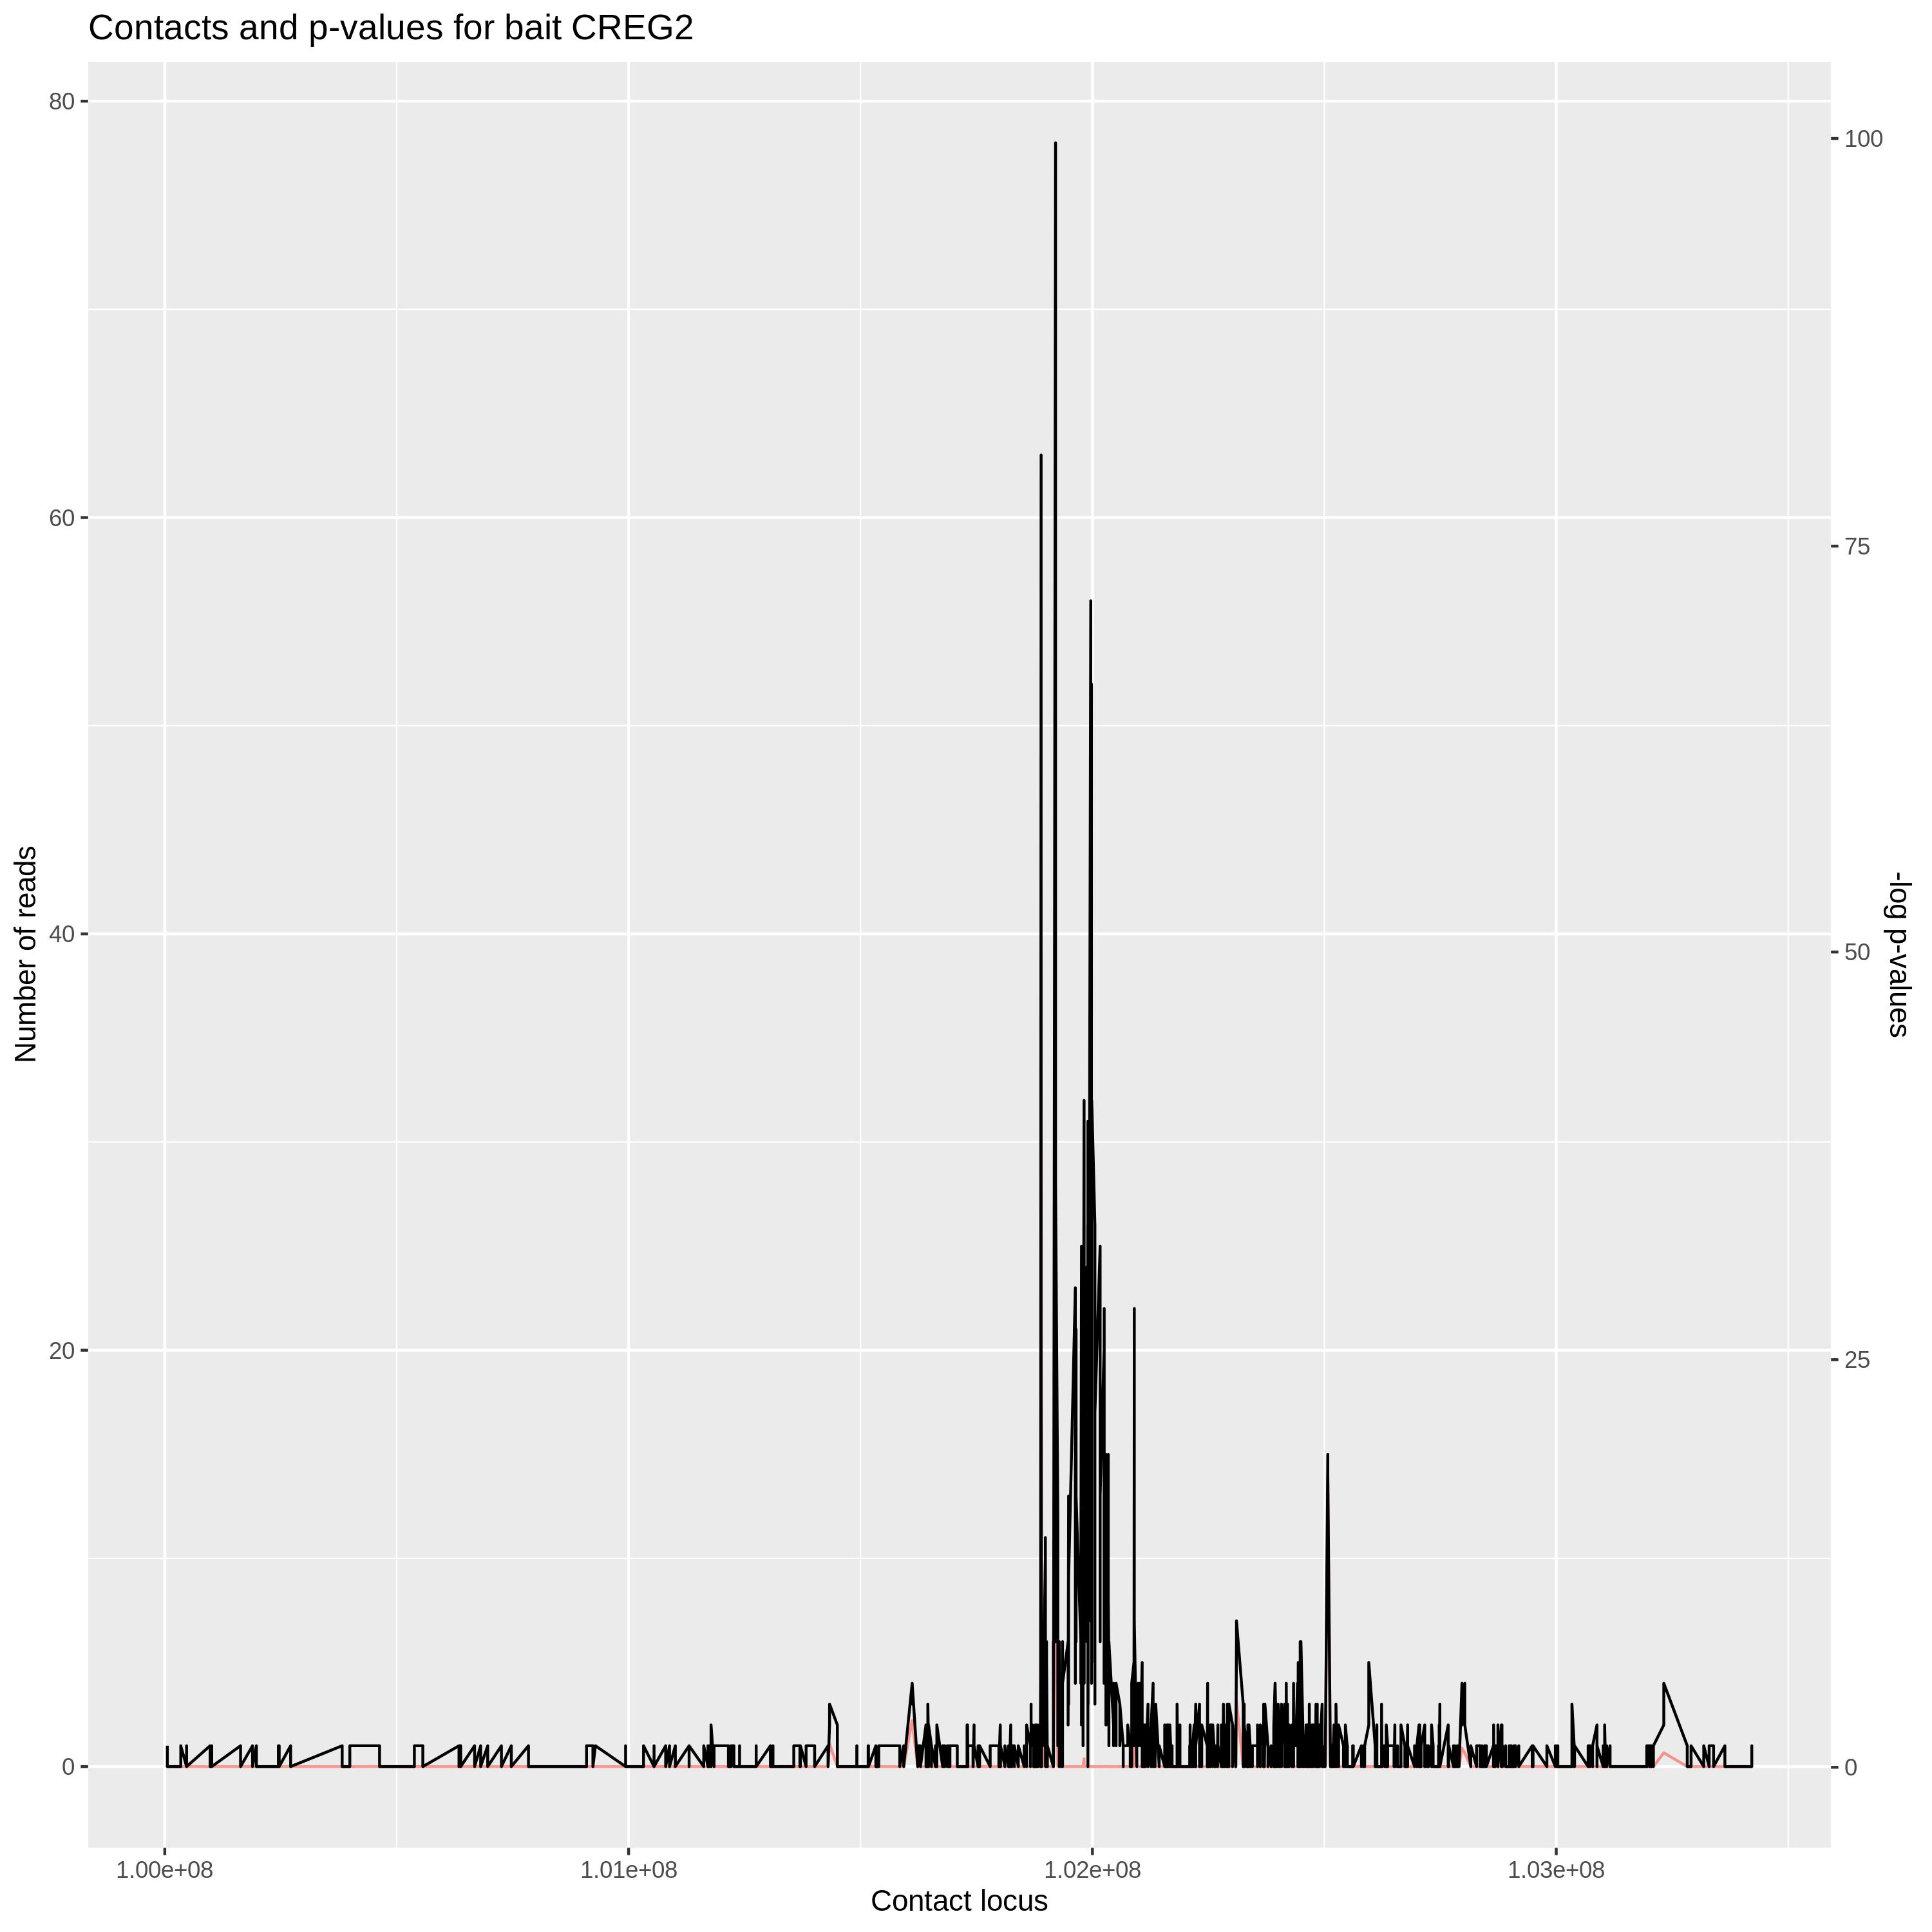 Contacts and p-values for bait CREG2
80
60
40
20
0
Number of reads
100
75
50
25
0
-log p-values
1.00e+08
1.01e+08
1.02e+08
1.03e+08
Contact locus